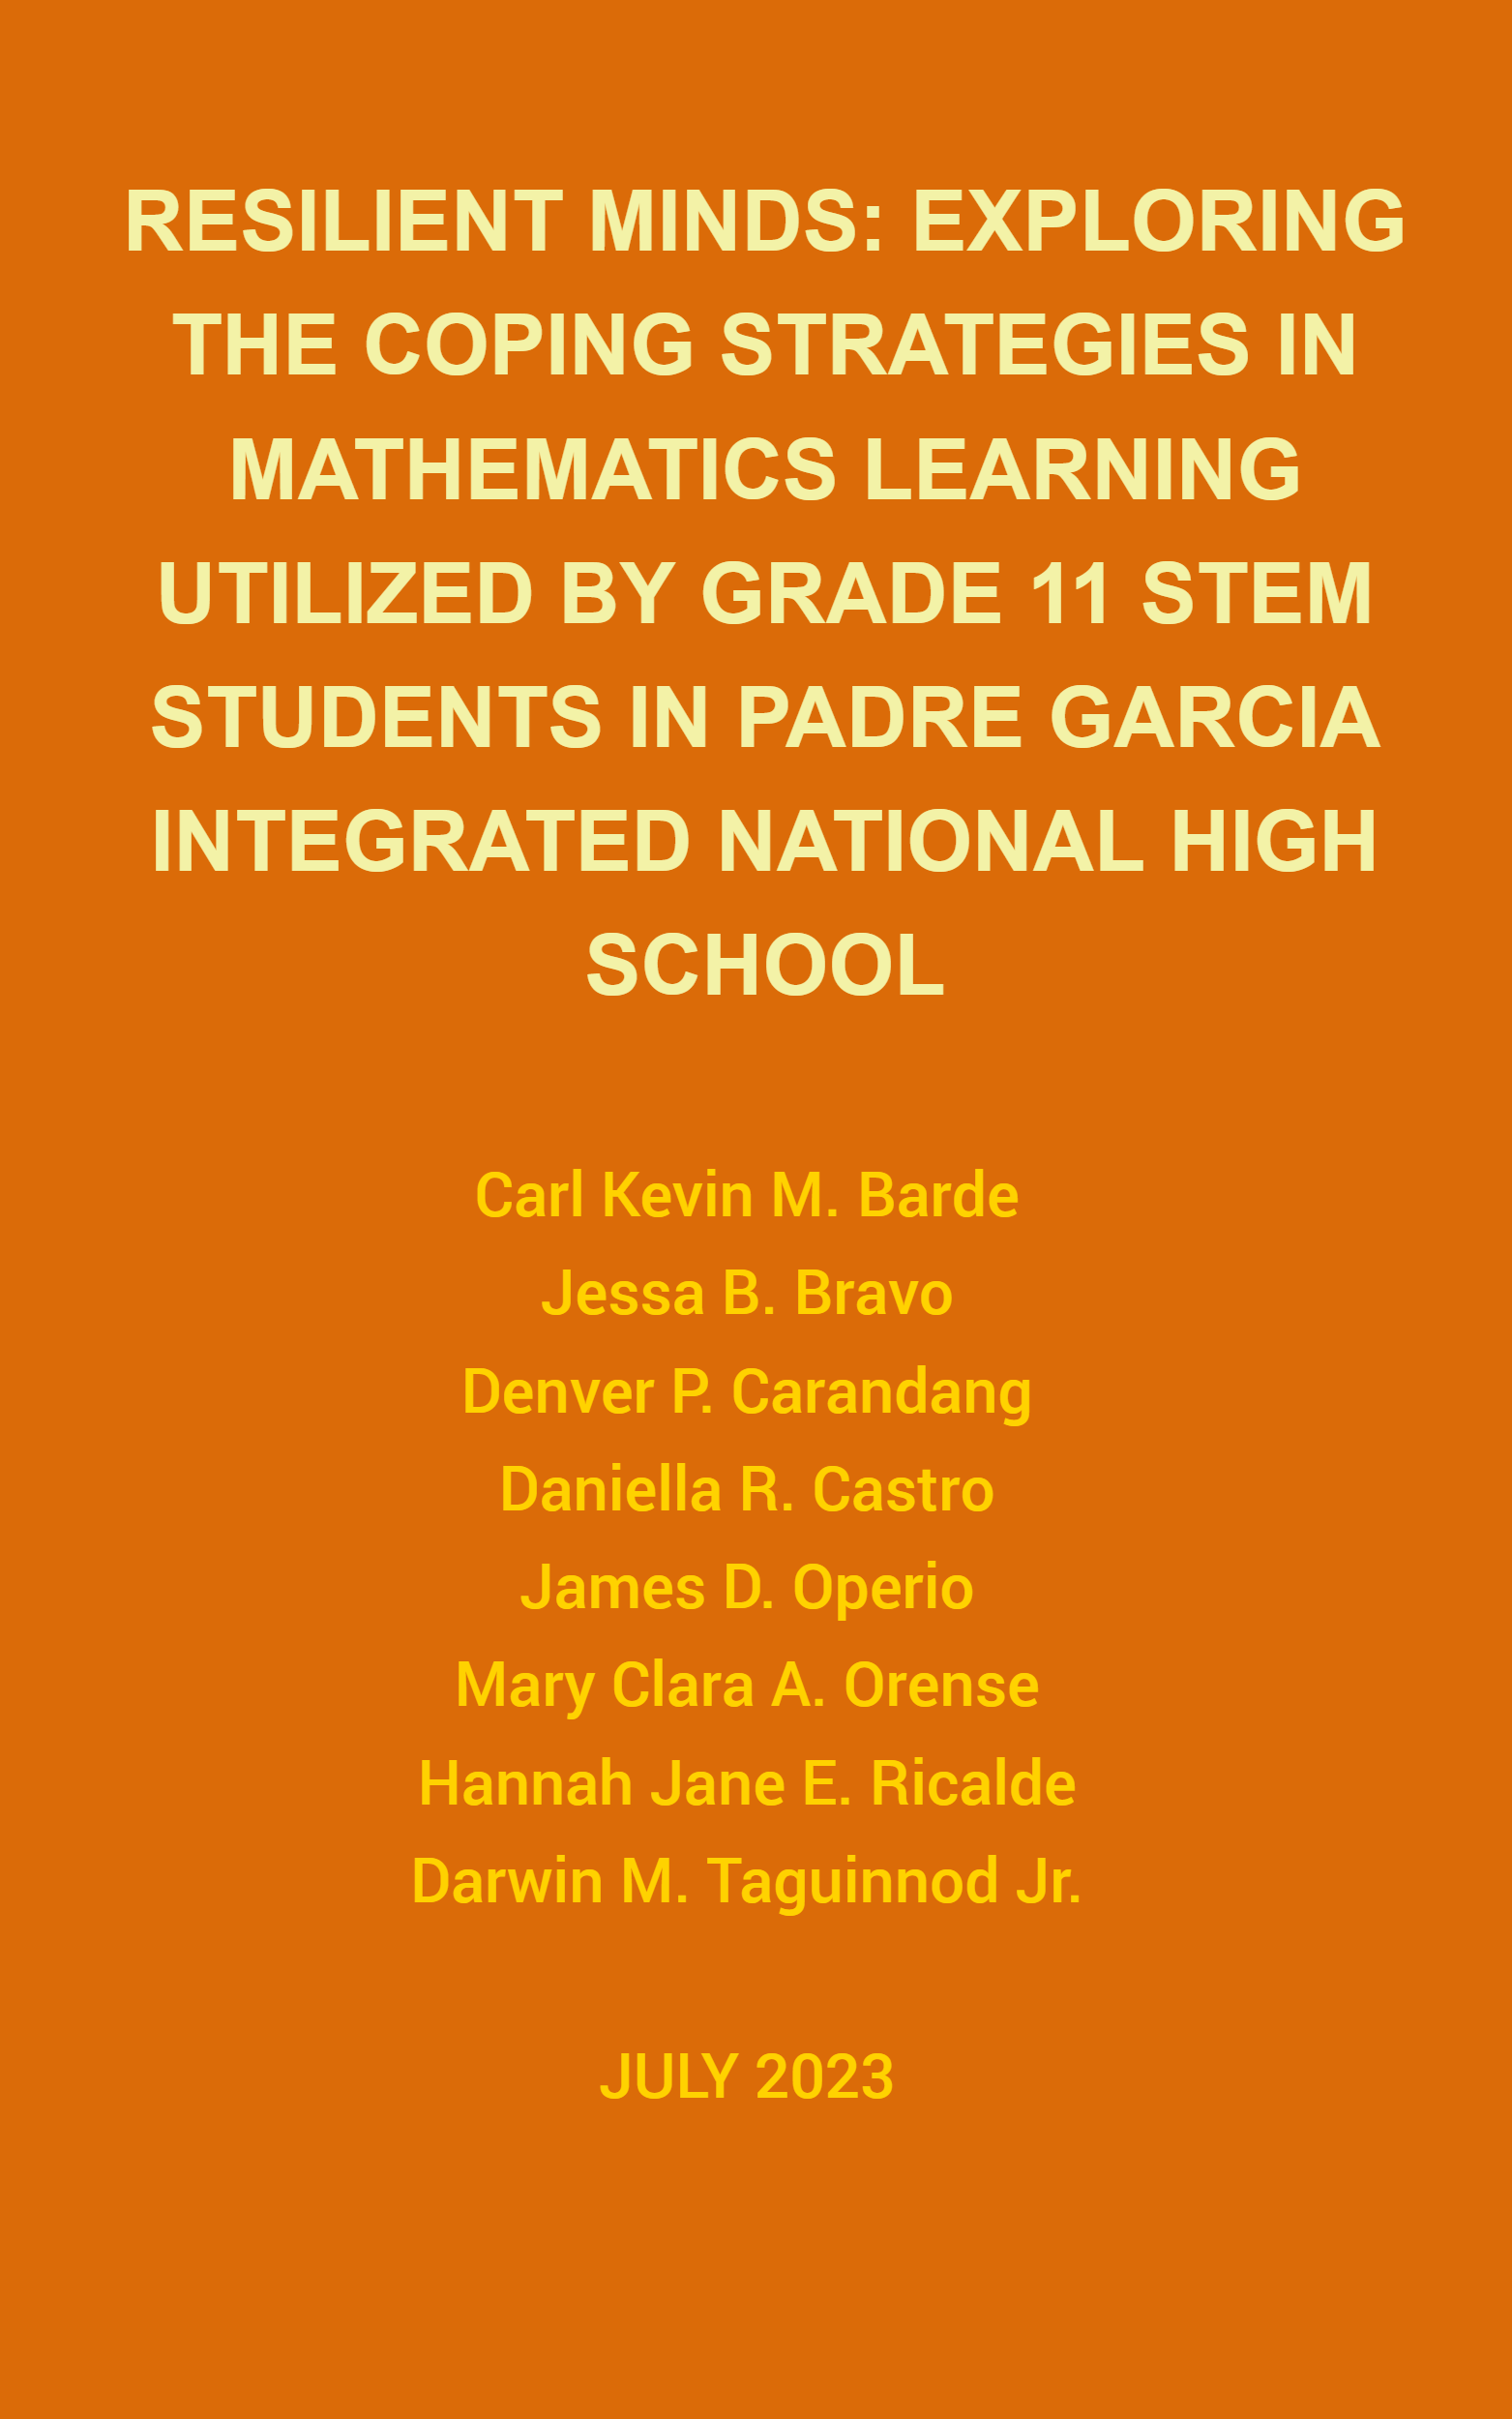 RESILIENT MINDS: EXPLORING
THE COPING STRATEGIES IN
MATHEMATICS LEARNING
UTILIZED BY GRADE 11 STEM
STUDENTS IN PADRE GARCIA
INTEGRATED NATIONAL HIGH
SCHOOL
Carl Kevin M. Barde
Jessa B. Bravo
Denver P. Carandang
Daniella R. Castro
James D. Operio
Mary Clara A. Orense
Hannah Jane E. Ricalde
Darwin M. Taguinnod Jr.
JULY 2023